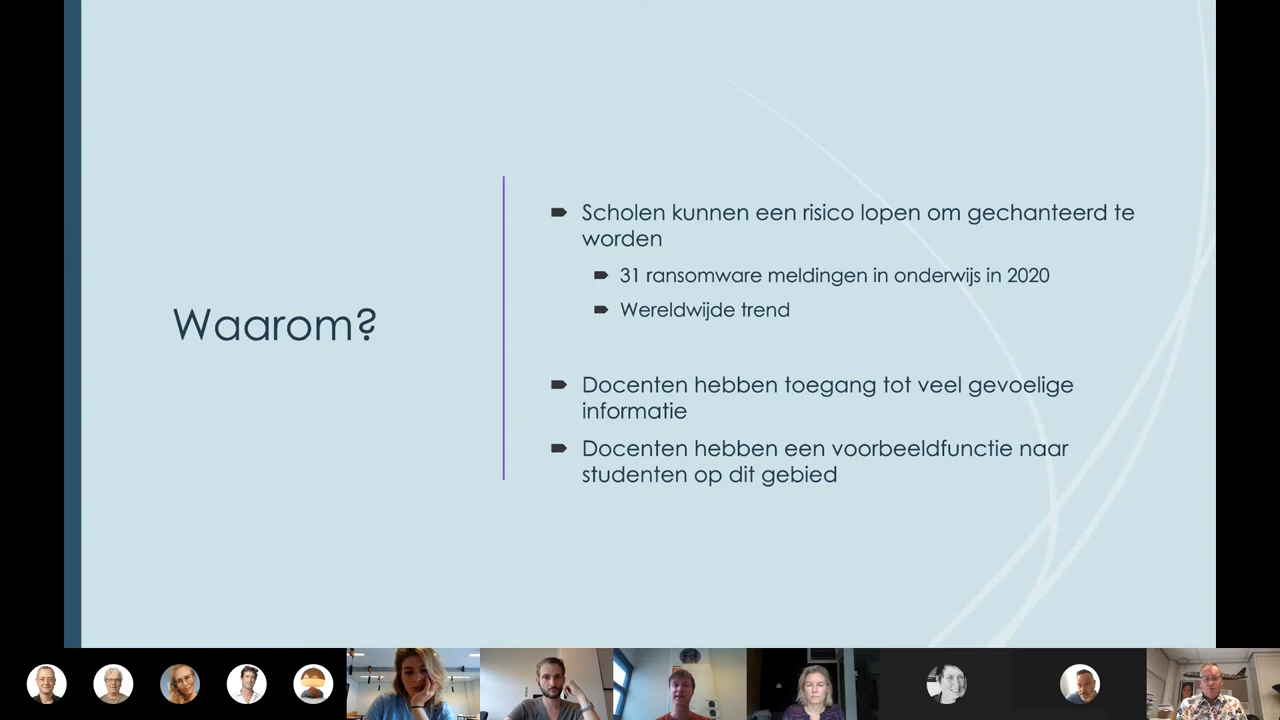 Waarom?
Scholen kunnen een risico lopen om gechanteerd te
worden
31 ransomware meldingen in onderwijs in 2020
Wereldwijde trend
Docenten hebben toegang tot veel gevoelige
informatie
Docenten hebben een voorbeeldfunctie naar
studenten op dit gebied